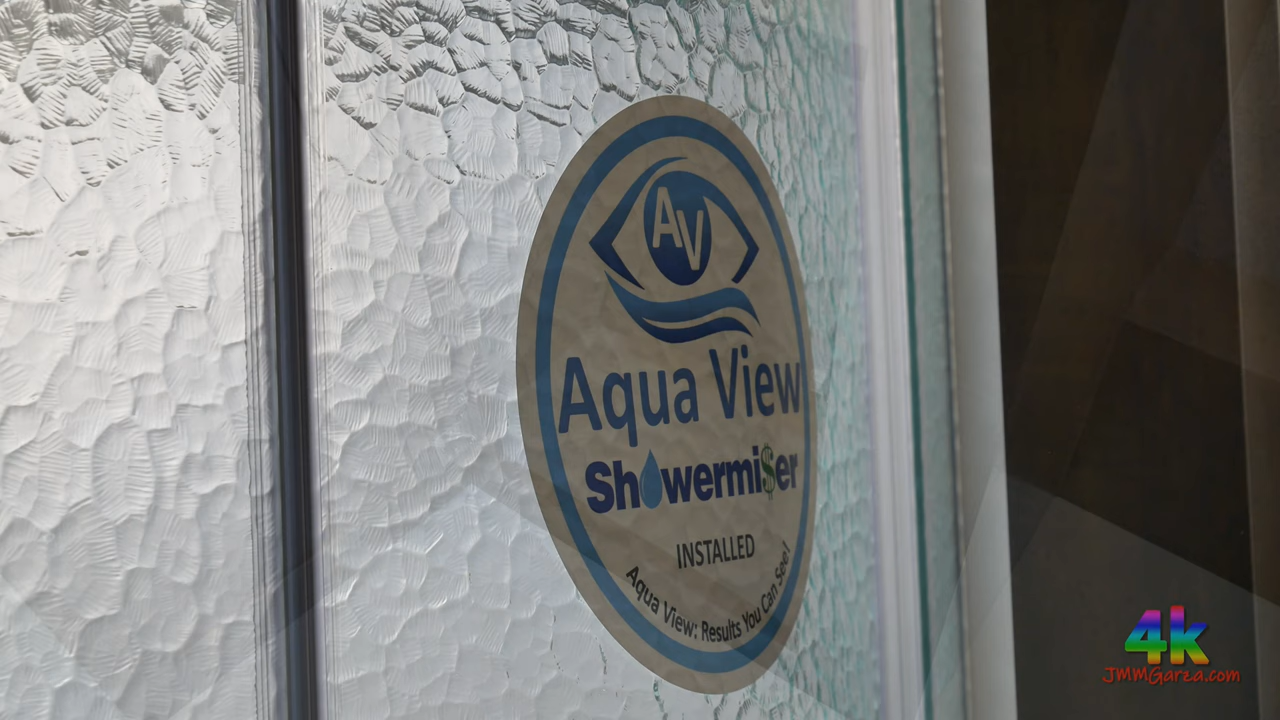 AV
Aqua View
Showermi$er
INSTALLED
Aqua View: Results You Can See!
4k
JMMGarza.com